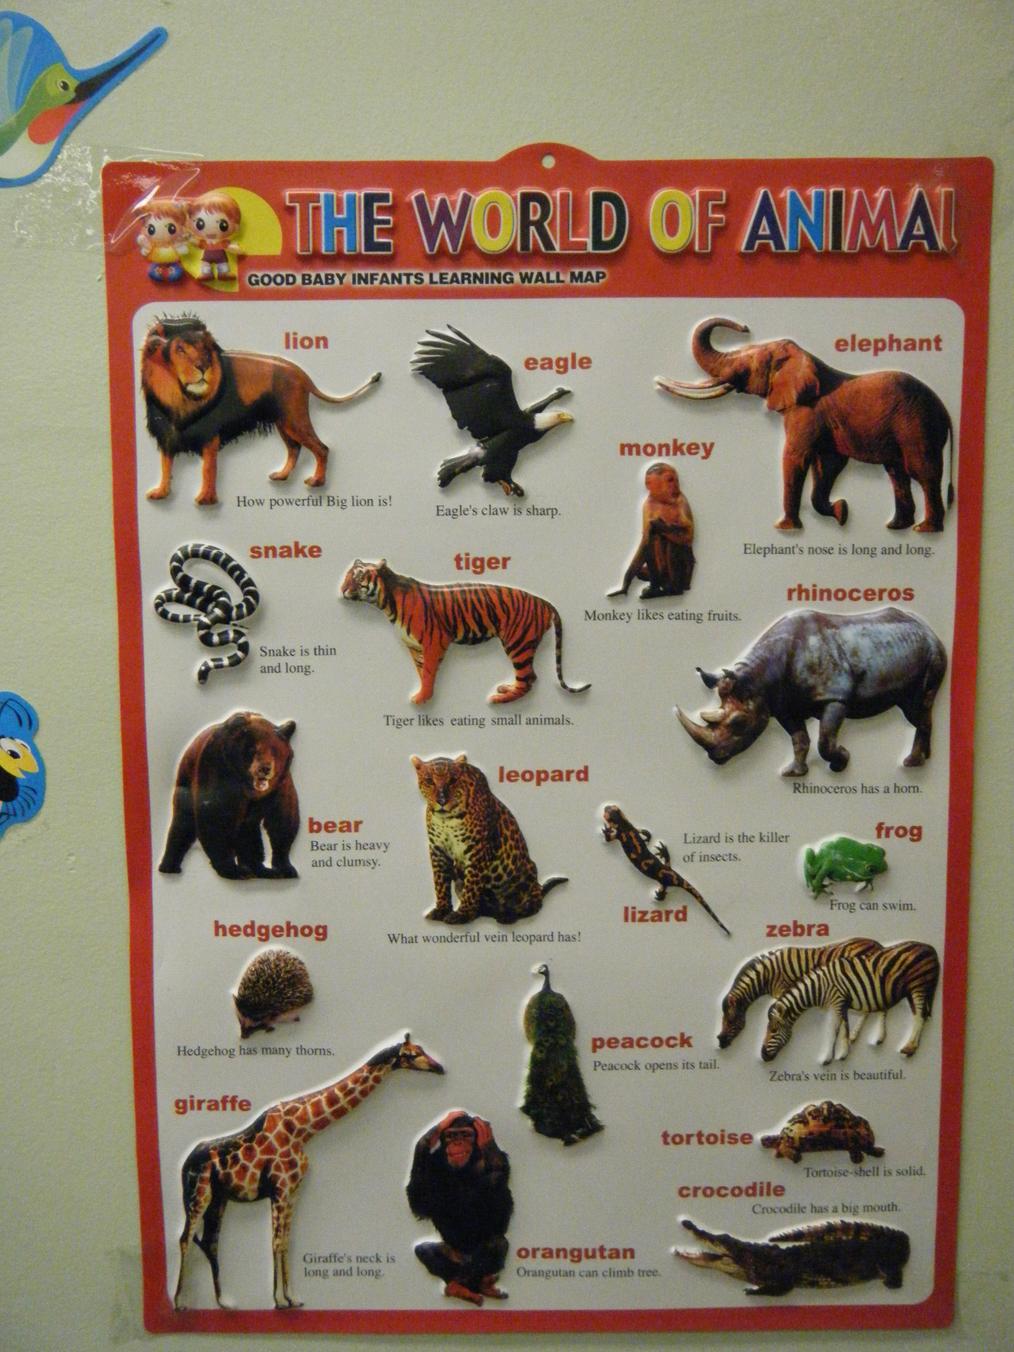 THE WORLD OF ANIMAL
GOOD BABY INFANTS LEARNING WALL MAP
lion
How powerful Big lion is!
eagle
Eagle's claw is sharp.
elephant
Elephant's nose is long and long.
monkey
Monkey likes eating fruits.
snake
Snake is thin
and long.
tiger
Tiger likes eating small animals.
rhinoceros
Rhinoceros has a horn.
bear
Bear is heavy
and clumsy.
leopard
What wonderful vein leopard has!
Lizard is the killer
of insects.
lizard
frog
Frog can swim.
hedgehog
Hedgehog has many thorns.
peacock
Peacock opens its tail.
zebra
Zebra's vein is beautiful.
giraffe
Giraffe's neck is
long and long.
orangutan
Orangutan can climb tree.
tortoise
Tortoise-shell is solid.
crocodile
Crocodile has a big mouth.